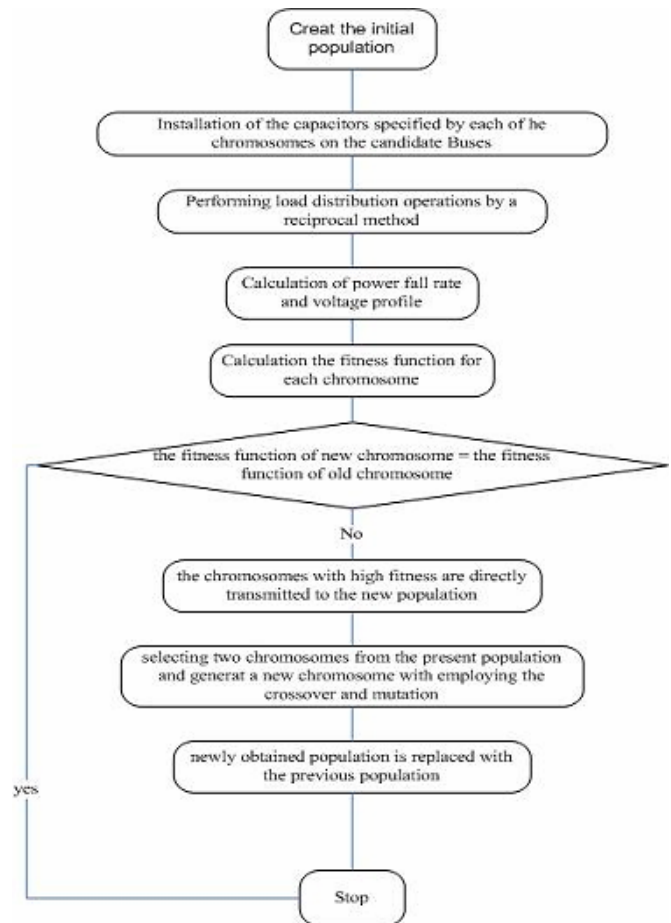 Creat the initial
population
Installation of the capacitors specified by each of he
chromosomes on the candidate Buses
Performing load distribution operations by a
reciprocal method
Calculation of power fall rate
and voltage profile
Calculation the fitness function for
each chromosome
the fitness function of new chromosome = the fitness
function of old chromosome
No
the chromosomes with high fitness are directly
transmitted to the new population
selecting two chromosomes from the present population
and generat a new chromosome with employing the
crossover and mutation
newly obtained population is replaced with
the previous population
yes
Stop